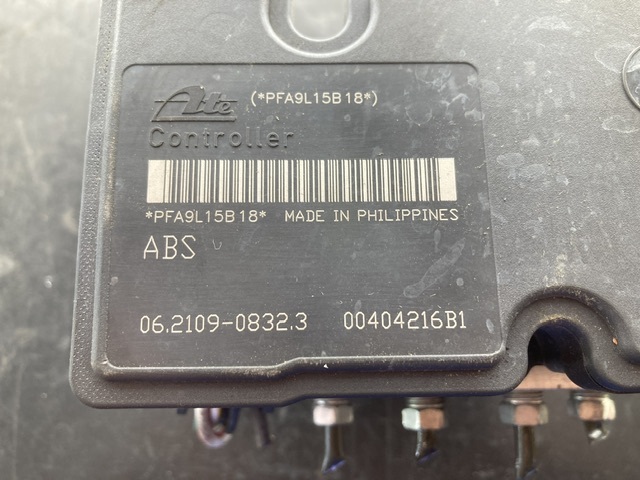 Ate (*PFA9L15B18*)
Controller
*PFA9L15B18* MADE IN PHILIPPINES
ABS
06.2109-0832.3 00404216B1